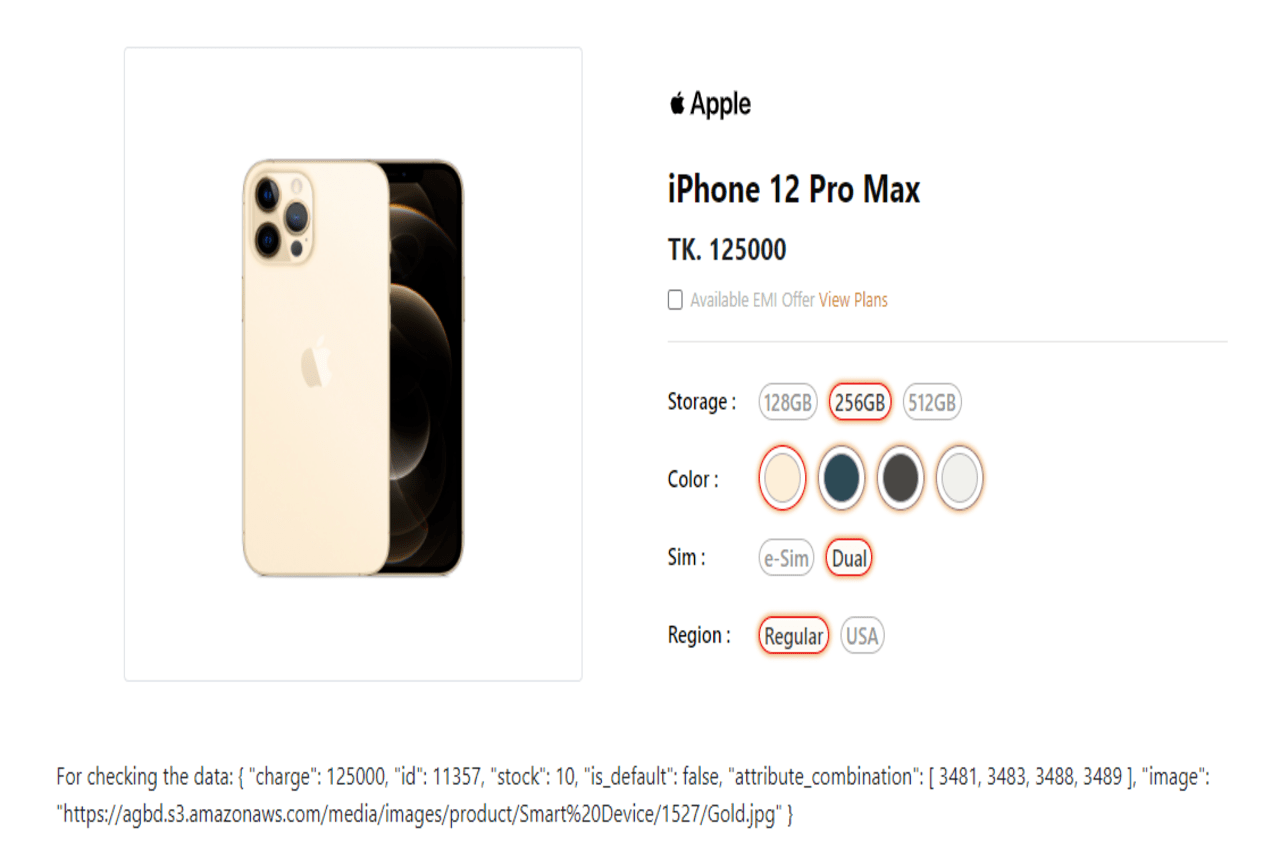 Apple
iPhone 12 Pro Max
TK. 125000
Available EMI Offer View Plans
Storage : 128GB 256GB 512GB
Color :
Sim : e-Sim Dual
Region : Regular USA
For checking the data: { "charge": 125000, "id": 11357, "stock": 10, "is_default": false, "attribute_combination": [ 3481, 3483, 3488, 3489 ], "image":
"https://agbd.s3.amazonaws.com/media/images/product/Smart%20Device/1527/Gold.jpg" }